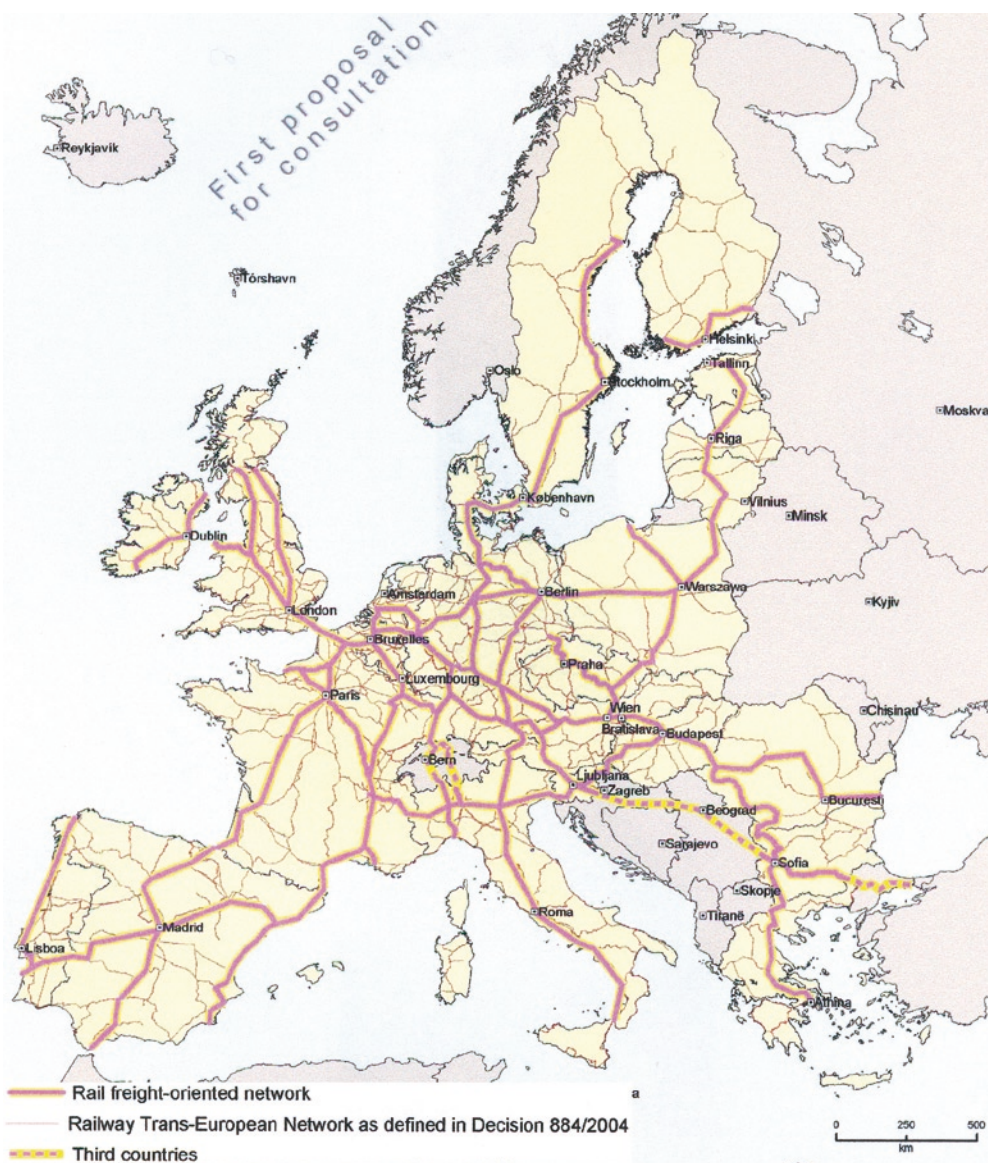 First proposal
for consultation
Reykjavik
Tórshavn
Oslo
Stockholm
Helsinki
Tallinn
Moskva
Riga
København
Vilnius
Minsk
Dublin
Amsterdam
Berlin
Warszawa
Kyjiv
London
Bruxelles
Praha
Luxembourg
Paris
Wien
Chisinau
Bratislava
Budapest
Bern
Ljubljana
Zagreb
Bucuresti
Beograd
Sarajevo
Sofia
Skopje
Roma
Tiranë
Madrid
Lisboa
Athina
Rail freight-oriented network
a
Railway Trans-European Network as defined in Decision 884/2004
Third countries
0 250 500
km